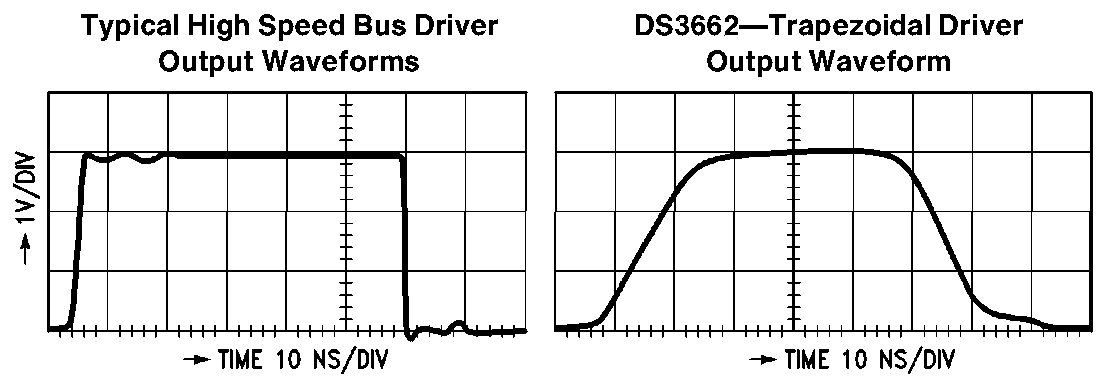 Typical High Speed Bus Driver
Output Waveforms
DS3662—Trapezoidal Driver
Output Waveform
→ 1V/DIV
→ TIME 10 NS/DIV
→ TIME 10 NS/DIV